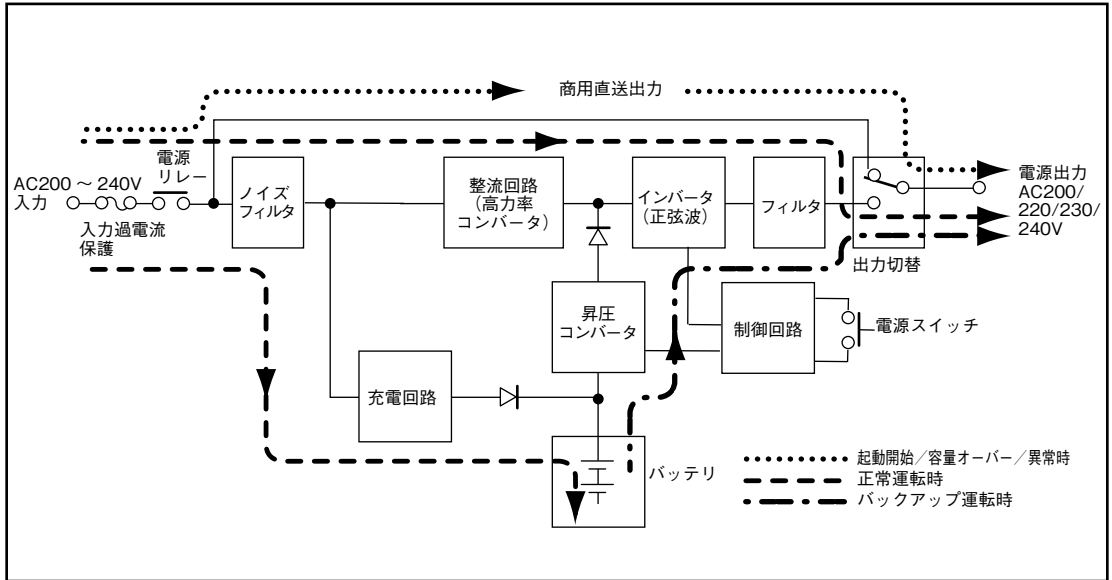 商用直送出力
電源
リレー
AC200 ～ 240V
入力
入力過電流
保護
ノイズ
フィルタ
整流回路
(高力率
コンバータ)
インバータ
(正弦波)
フィルタ
電源出力
AC200/
220/230/
240V
出力切替
昇圧
コンバータ
制御回路
電源スイッチ
充電回路
バッテリ
起動開始／容量オーバー／異常時
正常運転時
バックアップ運転時